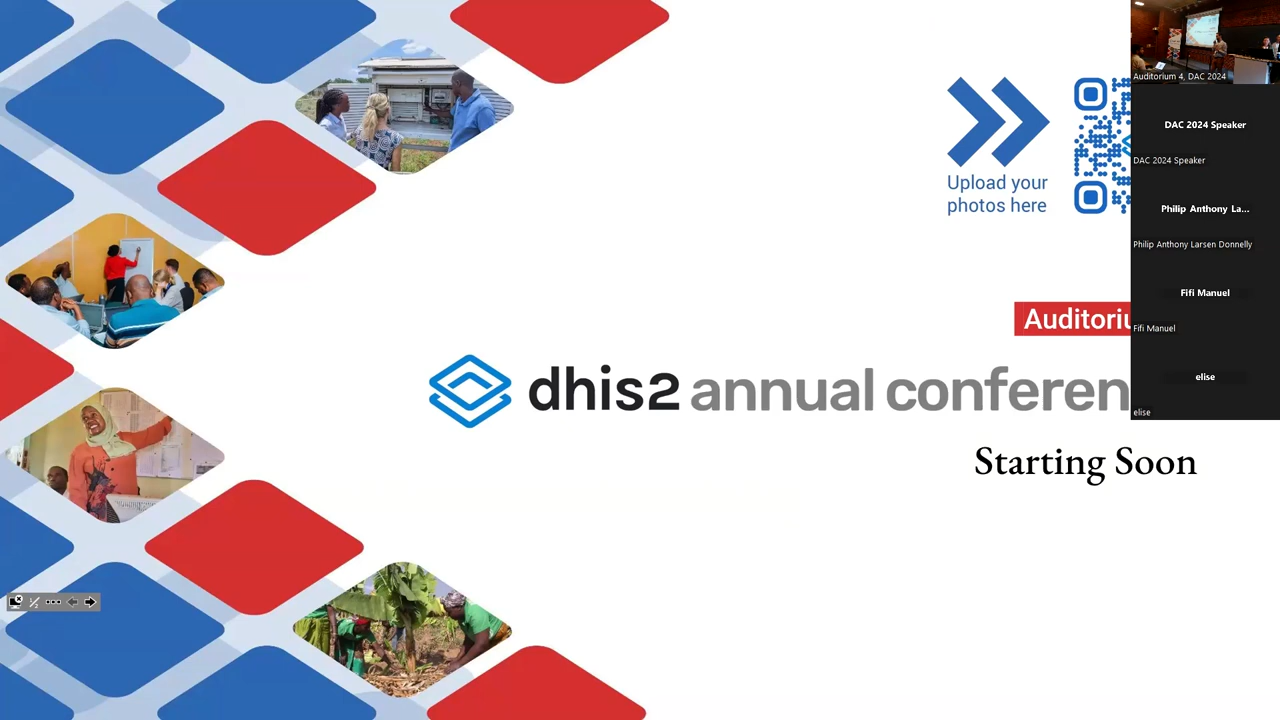 Upload your
photos here
Auditoriu
dhis2 annual conferen
Starting Soon
Auditorium 4, DAC 2024
DAC 2024 Speaker
DAC 2024 Speaker
Philip Anthony La...
Philip Anthony Larsen Donnelly
Fifi Manuel
Fifi Manuel
elise
elise